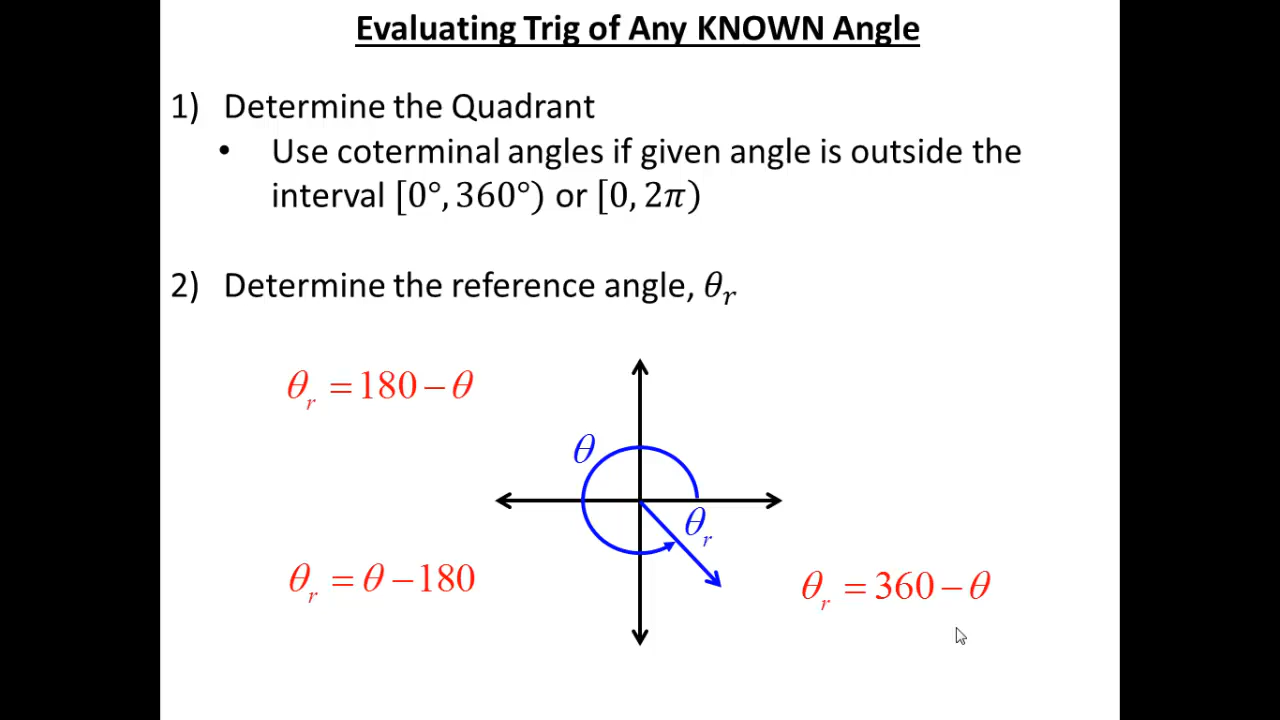 Evaluating Trig of Any KNOWN Angle
1) Determine the Quadrant
• Use coterminal angles if given angle is outside the
interval [0°, 360°) or [0, 2π)
2) Determine the reference angle, θᵣ
θᵣ = 180 − θ
θ
θᵣ
θᵣ = θ − 180
θᵣ = 360 − θ